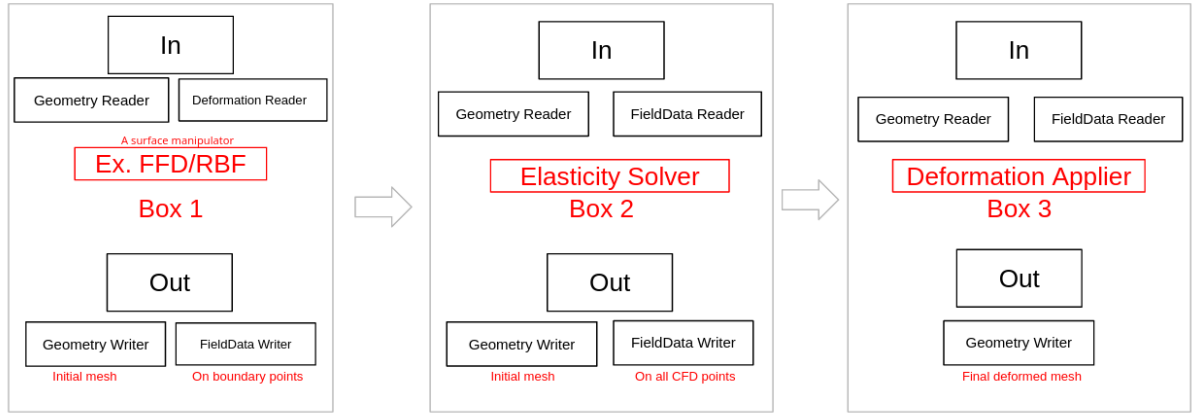 In
Geometry Reader
Deformation Reader
A surface manipulator
Ex. FFD/RBF
Box 1
Out
Geometry Writer
FieldData Writer
Initial mesh
On boundary points
In
Geometry Reader
FieldData Reader
Elasticity Solver
Box 2
Out
Geometry Writer
FieldData Writer
Initial mesh
On all CFD points
In
Geometry Reader
FieldData Reader
Deformation Applier
Box 3
Out
Geometry Writer
Final deformed mesh